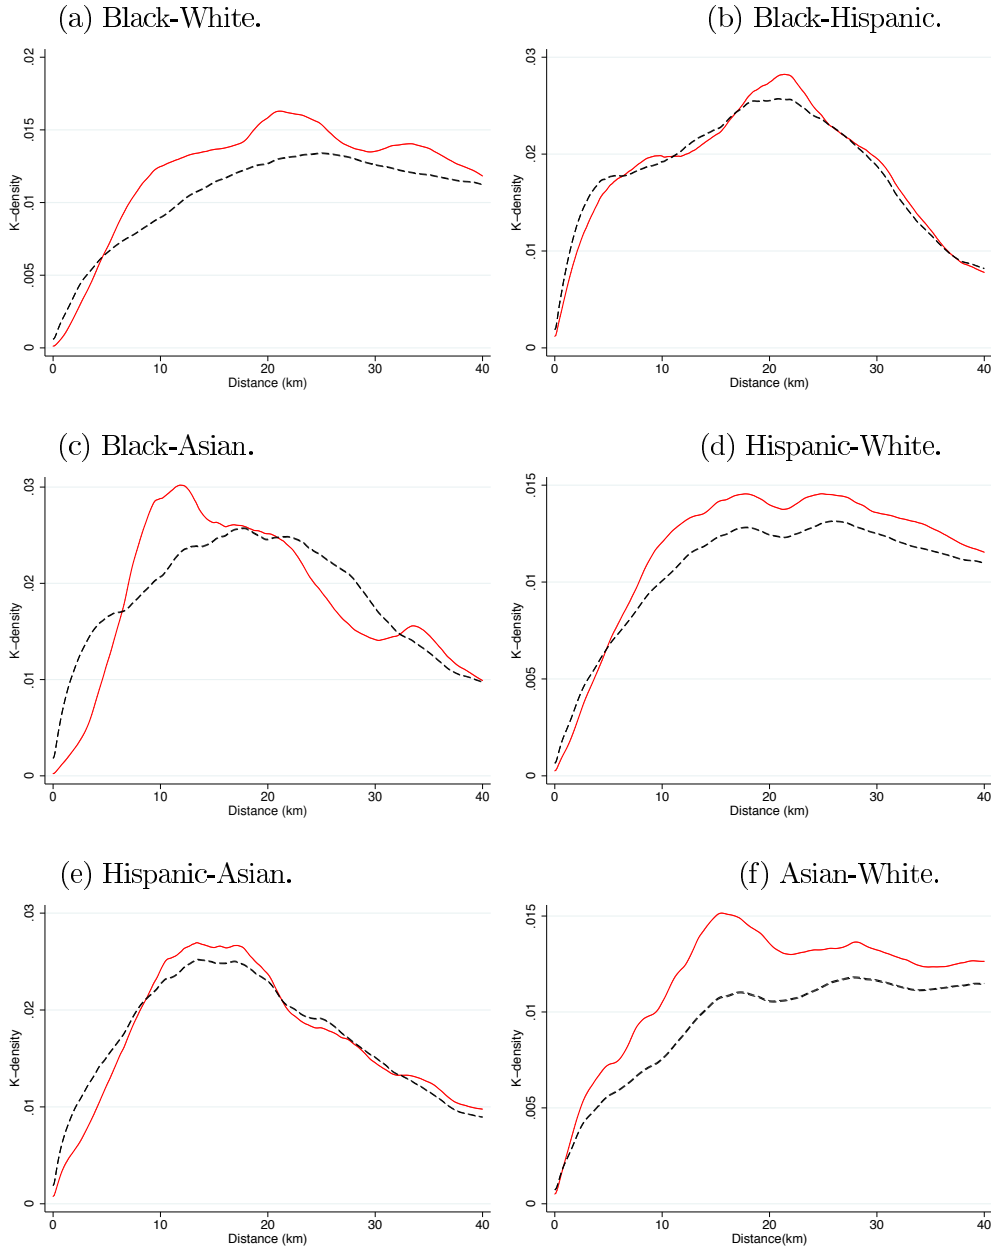 (a) Black-White.
K-density
0 .005 .01 .015 .02
0 10 20 30 40
Distance (km)
(b) Black-Hispanic.
K-density
0 .01 .02 .03
0 10 20 30 40
Distance (km)
(c) Black-Asian.
K-density
0 .01 .02 .03
0 10 20 30 40
Distance (km)
(d) Hispanic-White.
K-density
0 .005 .01 .015
0 10 20 30 40
Distance (km)
(e) Hispanic-Asian.
K-density
0 .01 .02 .03
0 10 20 30 40
Distance (km)
(f) Asian-White.
K-density
0 .005 .01 .015
0 10 20 30 40
Distance(km)